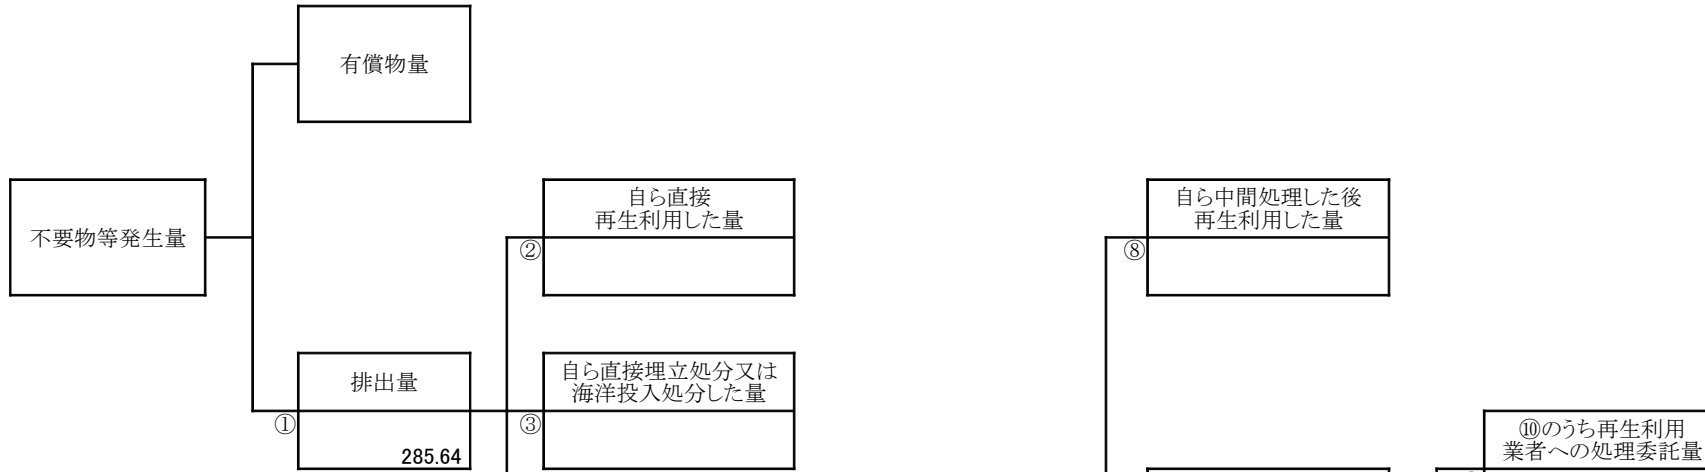 有償物量
不要物等発生量
自ら直接
再生利用した量
②
自ら中間処理した後
再生利用した量
⑧
排出量
①
285.64
自ら直接埋立処分又は
海洋投入処分した量
③
⑩のうち再生利用
業者への処理委託量